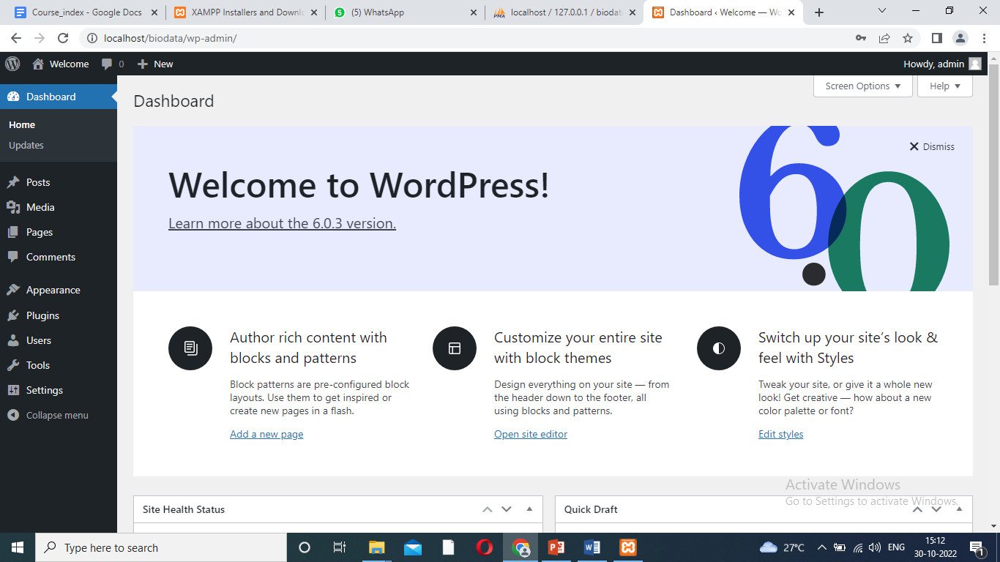 Course_index - Google Docs
XAMPP Installers and Downlo
(5) WhatsApp
localhost / 127.0.0.1 / biodata
Dashboard ‹ Welcome — Wo
localhost/biodata/wp-admin/
Welcome
0
New
Howdy, admin
Dashboard
Home
Updates
Posts
Media
Pages
Comments
Appearance
Plugins
Users
Tools
Settings
Collapse menu
Screen Options
Help
Dashboard
Dismiss
6.0
Welcome to WordPress!
Learn more about the 6.0.3 version.
Author rich content with
blocks and patterns
Block patterns are pre-configured block
layouts. Use them to get inspired or
create new pages in a flash.
Add a new page
Customize your entire site
with block themes
Design everything on your site — from
the header down to the footer, all
using blocks and patterns.
Open site editor
Switch up your site’s look &
feel with Styles
Tweak your site, or give it a whole new
look! Get creative — how about a new
color palette or font?
Edit styles
Activate Windows
Go to Settings to activate Windows.
Site Health Status
Quick Draft
Type here to search
27°C
ENG
15:12
30-10-2022
1